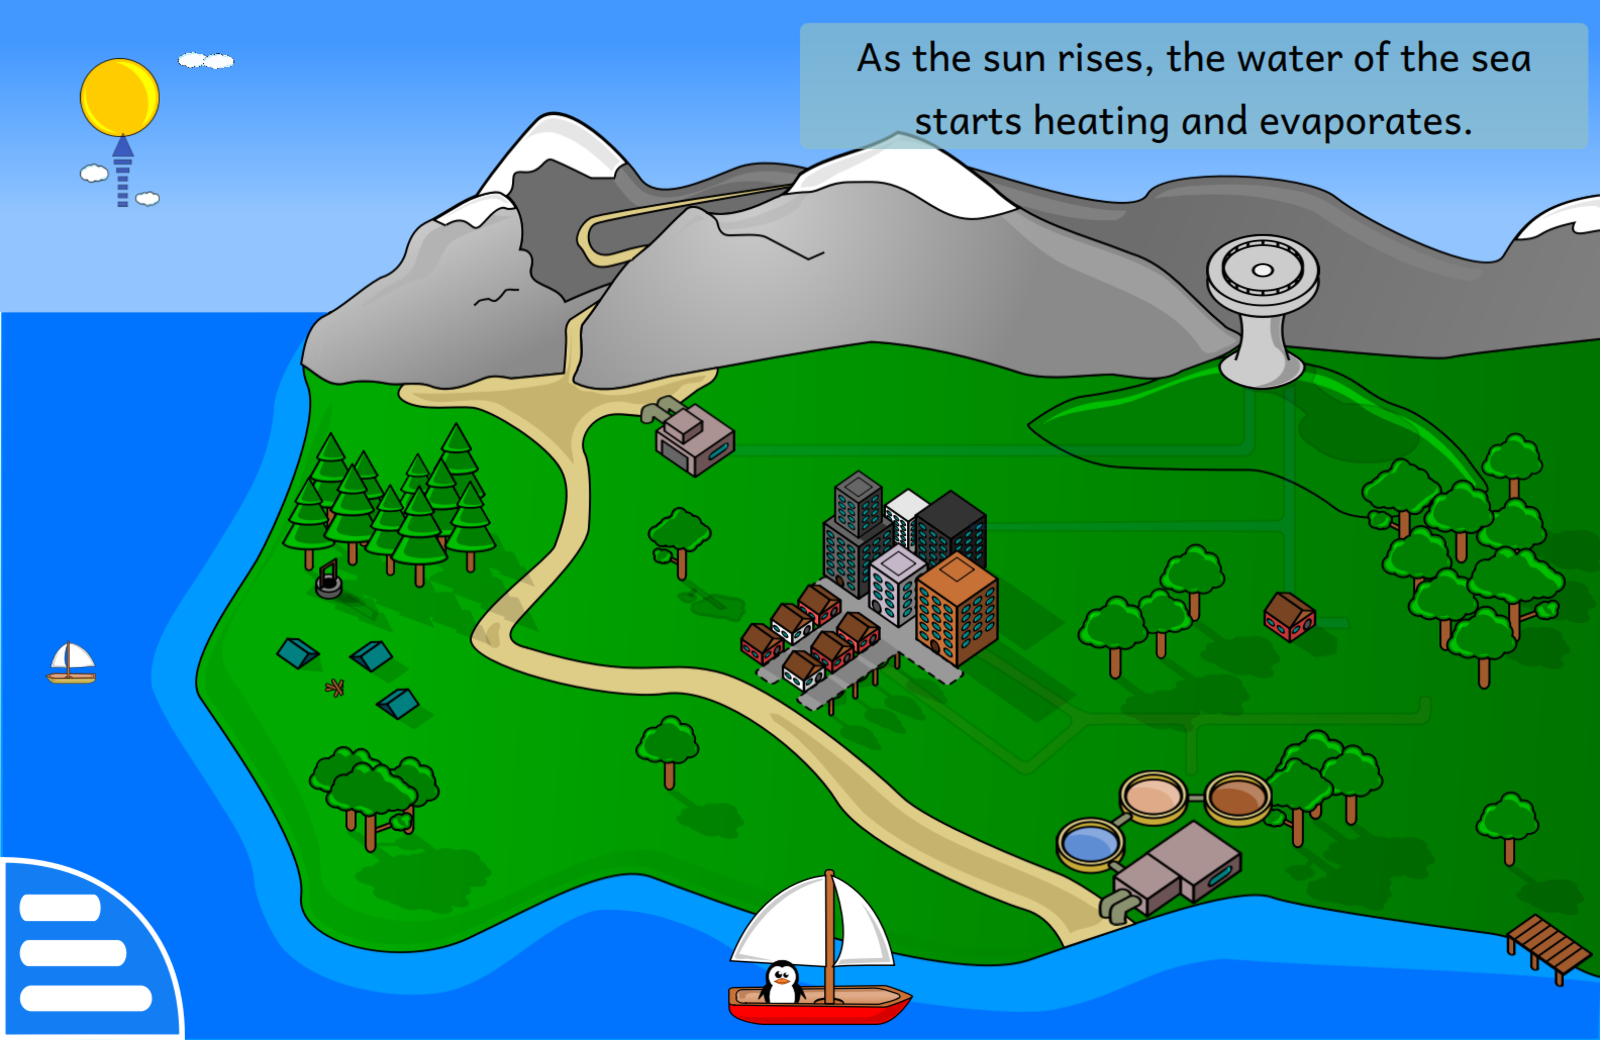 As the sun rises, the water of the sea
starts heating and evaporates.